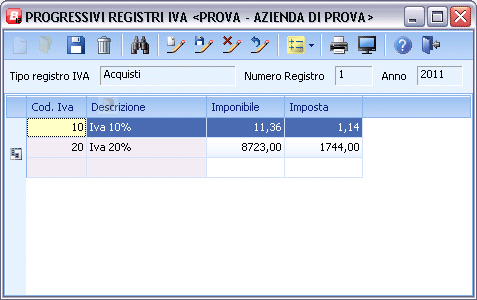 PROGRESSIVI REGISTRI IVA <PROVA - AZIENDA DI PROVA>
Tipo registro IVA Acquisti Numero Registro 1 Anno 2011
Cod. Iva Descrizione Imponibile Imposta
10 Iva 10% 11,36 1,14
20 Iva 20% 8723,00 1744,00